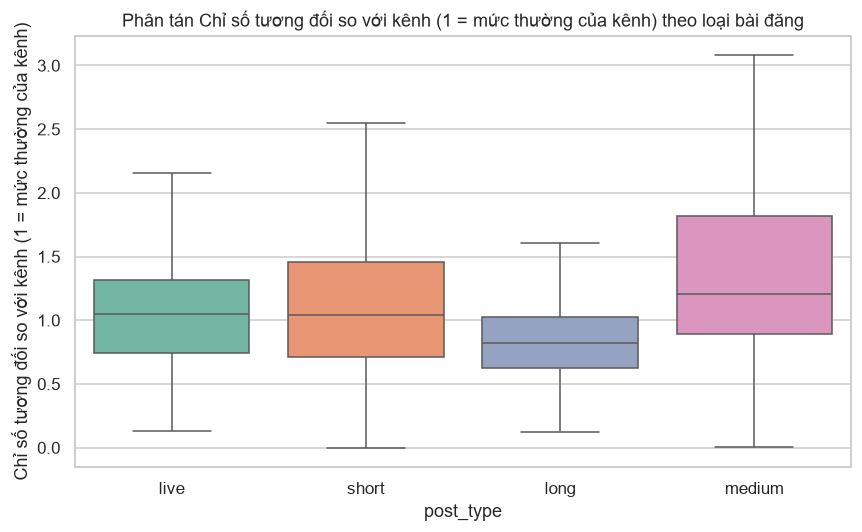 Phân tán Chỉ số tương đối so với kênh (1 = mức thường của kênh) theo loại bài đăng
Chỉ số tương đối so với kênh (1 = mức thường của kênh)
3.0
2.5
2.0
1.5
1.0
0.5
0.0
live short long medium
post_type